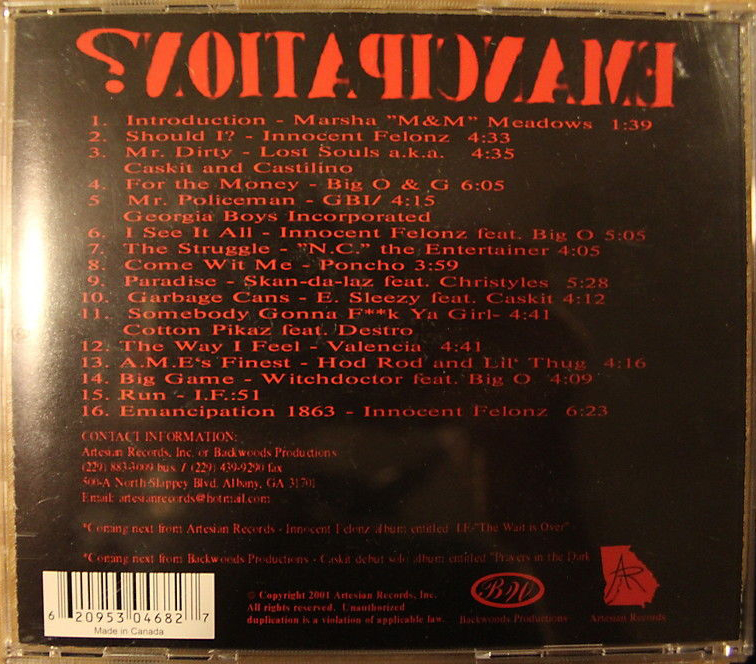 EMANCIPATION?
1. Introduction - Marsha "M&M" Meadows 1:39
2. Should I? - Innocent Felonz 4:33
3. Mr. Dirty - Lost Souls a.k.a. 4:35
Caskit and Castilino
4. For the Money - Big O & G 6:05
5 Mr. Policeman - GBI/ 4:15
Georgia Boys Incorporated
6. I See It All - Innocent Felonz feat. Big O 5:05
7. The Struggle - "N.C." the Entertainer 4:05
8. Come Wit Me - Poncho 3:59
9. Paradise - Skan-da-laz feat. Christyles 5:28
10. Garbage Cans - E. Sleezy feat. Caskit 4:12
11. Somebody Gonna F**k Ya Girl- 4:41
Cotton Pikaz feat. Destro
12. The Way I Feel - Valencia 4:41
13. A.M.E's Finest - Hod Rod and Lil' Thug 4:16
14. Big Game - Witchdoctor feat. Big O 4:09
15. Run - I.F.:51
16. Emancipation 1863 - Innocent Felonz 6:23
CONTACT INFORMATION:
Artesian Records, Inc. or Backwoods Productions
(229) 883-3009 bus. / (229) 439-9290 fax
500-A North Slappey Blvd. Albany, GA 31701
Email: artesianrecords@hotmail.com
*Coming next from Artesian Records - Innocent Felonz album entitled I.F. "The Wait is Over"
*Coming next from Backwoods Productions - Caskit debut solo album entitled "Prayers in the Dark
6 20953 04682 7
Made in Canada
© Copyright 2001 Artesian Records, Inc.
All rights reserved. Unauthorized
duplication is a violation of applicable law.
BW
Backwoods Productions
AR
Artesian Records